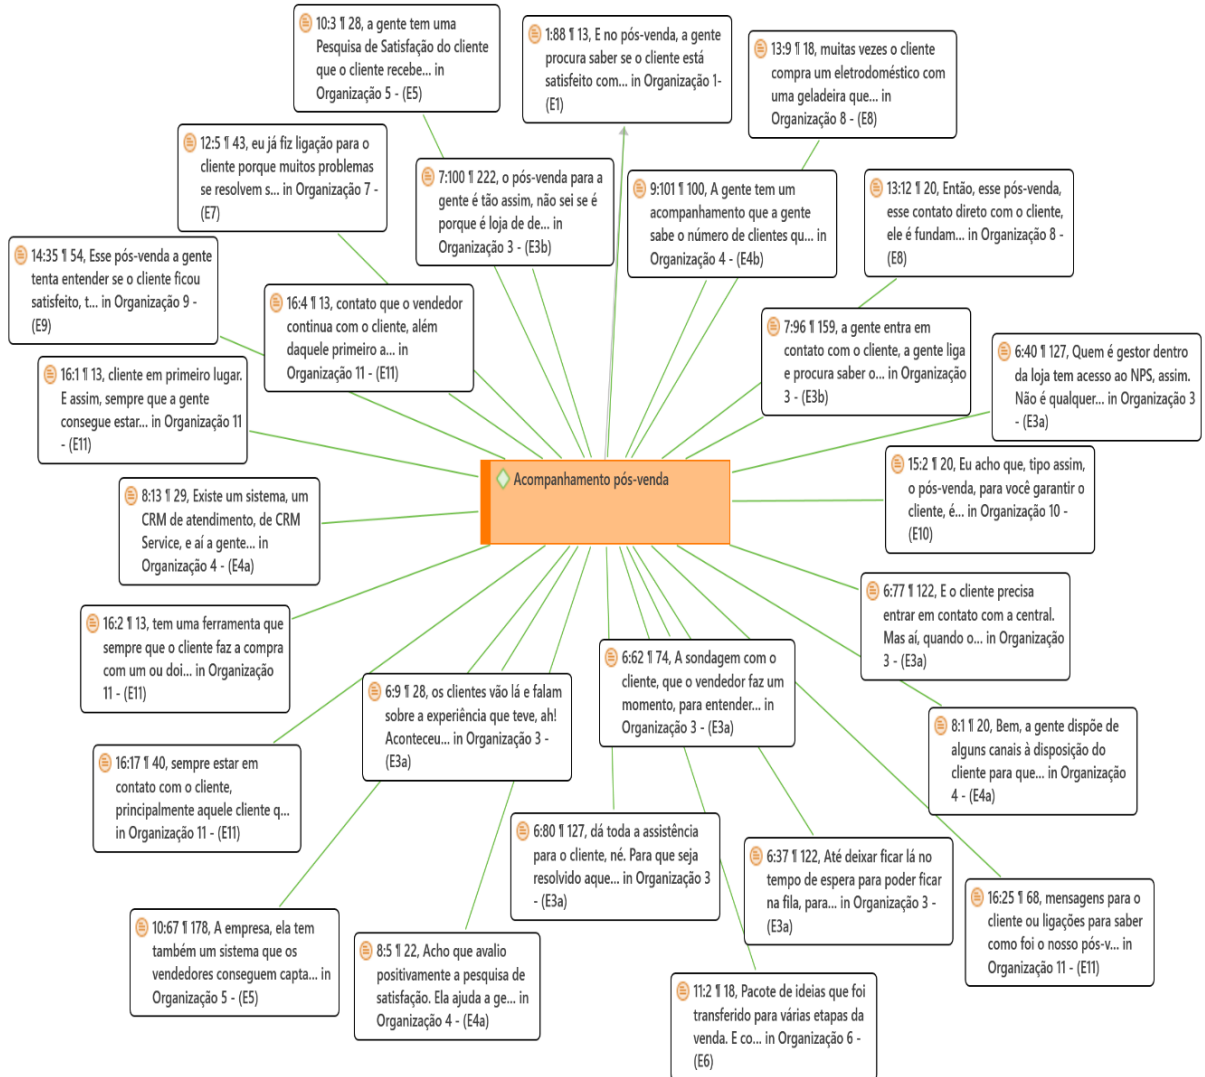 10:3 ¶ 28, a gente tem uma
Pesquisa de Satisfação do cliente
que o cliente recebe... in
Organização 5 - (E5)
1:88 ¶ 13, E no pós-venda, a gente
procura saber se o cliente está
satisfeito com... in Organização 1-
(E1)
13:9 ¶ 18, muitas vezes o cliente
compra um eletrodoméstico com
uma geladeira que... in
Organização 8 - (E8)
12:5 ¶ 43, eu já fiz ligação para o
cliente porque muitos problemas
se resolvem s... in Organização 7 -
(E7)
7:100 ¶ 222, o pós-venda para a
gente é tão assim, não sei se é
porque é loja de de... in
Organização 3 - (E3b)
9:101 ¶ 100, A gente tem um
acompanhamento que a gente
sabe o número de clientes qu... in
Organização 4 - (E4b)
13:12 ¶ 20, Então, esse pós-venda,
esse contato direto com o cliente,
ele é fundam... in Organização 8 -
(E8)
14:35 ¶ 54, Esse pós-venda a gente
tenta entender se o cliente ficou
satisfeito, t... in Organização 9 -
(E9)
16:4 ¶ 13, contato que o vendedor
continua com o cliente, além
daquele primeiro a... in
Organização 11 - (E11)
7:96 ¶ 159, a gente entra em
contato com o cliente, a gente liga
e procura saber o... in Organização
3 - (E3b)
6:40 ¶ 127, Quem é gestor dentro
da loja tem acesso ao NPS, assim.
Não é qualquer... in Organização 3
- (E3a)
16:1 ¶ 13, cliente em primeiro lugar.
E assim, sempre que a gente
consegue estar... in Organização 11
- (E11)
Acompanhamento pós-venda
15:2 ¶ 20, Eu acho que, tipo assim,
o pós-venda, para você garantir o
cliente, é... in Organização 10 -
(E10)
8:13 ¶ 29, Existe um sistema, um
CRM de atendimento, de CRM
Service, e aí a gente... in
Organização 4 - (E4a)
6:77 ¶ 122, E o cliente precisa
entrar em contato com a central.
Mas aí, quando o... in Organização
3 - (E3a)
16:2 ¶ 13, tem uma ferramenta que
sempre que o cliente faz a compra
com um ou doi... in Organização
11 - (E11)
6:9 ¶ 28, os clientes vão lá e falam
sobre a experiência que teve, ah!
Aconteceu... in Organização 3 -
(E3a)
6:62 ¶ 74, A sondagem com o
cliente, que o vendedor faz um
momento, para entender... in
Organização 3 - (E3a)
8:1 ¶ 20, Bem, a gente dispõe de
alguns canais à disposição do
cliente para que... in Organização
4 - (E4a)
16:17 ¶ 40, sempre estar em
contato com o cliente,
principalmente aquele cliente q...
in Organização 11 - (E11)
6:80 ¶ 127, dá toda a assistência
para o cliente, né. Para que seja
resolvido aque... in Organização 3
- (E3a)
6:37 ¶ 122, Até deixar ficar lá no
tempo de espera para poder ficar
na fila, para... in Organização 3 -
(E3a)
16:25 ¶ 68, mensagens para o
cliente ou ligações para saber
como foi o nosso pós-v... in
Organização 11 - (E11)
10:67 ¶ 178, A empresa, ela tem
também um sistema que os
vendedores conseguem capta... in
Organização 5 - (E5)
8:5 ¶ 22, Acho que avalio
positivamente a pesquisa de
satisfação. Ela ajuda a ge... in
Organização 4 - (E4a)
11:2 ¶ 18, Pacote de ideias que foi
transferido para várias etapas da
venda. E co... in Organização 6 -
(E6)